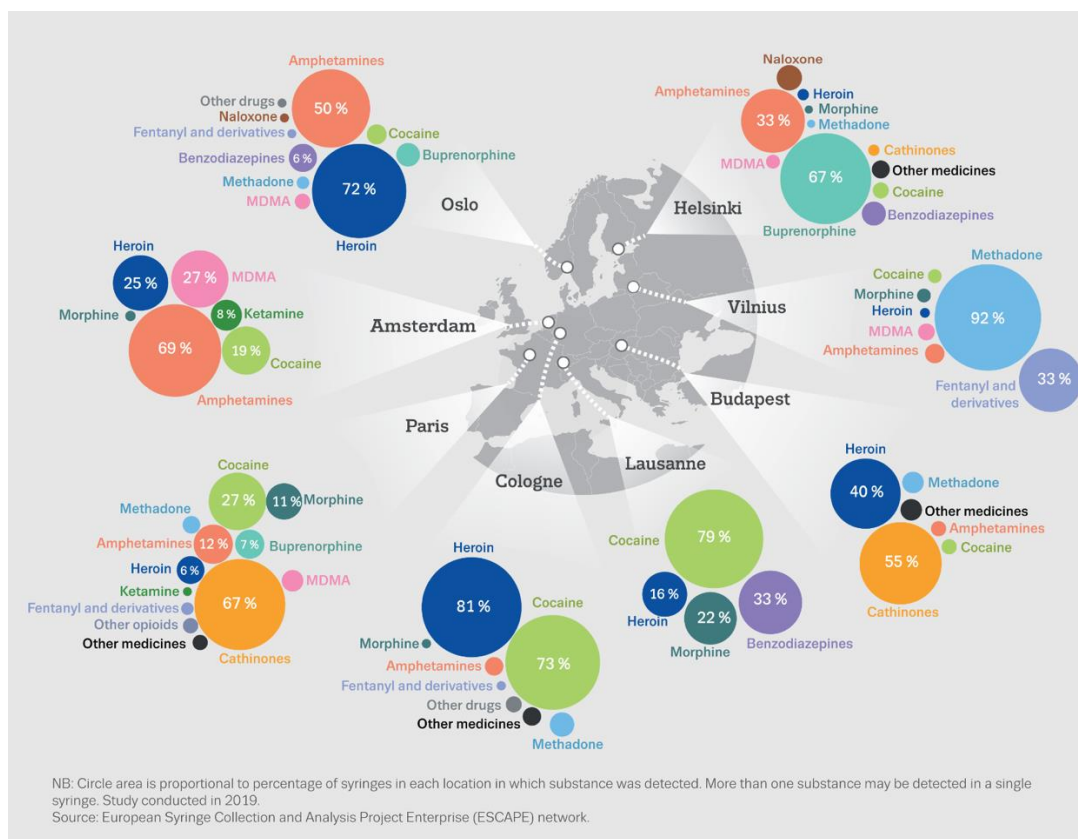 Amphetamines
50 %
Other drugs
Naloxone
Fentanyl and derivatives
Cocaine
Benzodiazepines
6 %
Buprenorphine
Methadone
72 %
MDMA
Heroin
Oslo
Naloxone
Amphetamines
Heroin
33 %
Morphine
Methadone
MDMA
Cathinones
67 %
Other medicines
Cocaine
Buprenorphine
Benzodiazepines
Helsinki
Heroin
MDMA
25 %
27 %
Morphine
8 %
Ketamine
69 %
19 %
Cocaine
Amphetamines
Amsterdam
Methadone
Cocaine
Morphine
Heroin
92 %
MDMA
Amphetamines
Fentanyl and
derivatives
33 %
Vilnius
Budapest
Paris
Cologne
Lausanne
Cocaine
27 %
11 %
Morphine
Methadone
Amphetamines
12 %
7 %
Buprenorphine
Heroin
6 %
MDMA
Ketamine
67 %
Fentanyl and derivatives
Other opioids
Other medicines
Cathinones
Heroin
81 %
Cocaine
Morphine
73 %
Amphetamines
Fentanyl and derivatives
Other drugs
Other medicines
Methadone
Cocaine
79 %
16 %
33 %
Heroin
22 %
Morphine
Benzodiazepines
Heroin
40 %
Methadone
Other medicines
Amphetamines
Cocaine
55 %
Cathinones
NB: Circle area is proportional to percentage of syringes in each location in which substance was detected. More than one substance may be detected in a single
syringe. Study conducted in 2019.
Source: European Syringe Collection and Analysis Project Enterprise (ESCAPE) network.